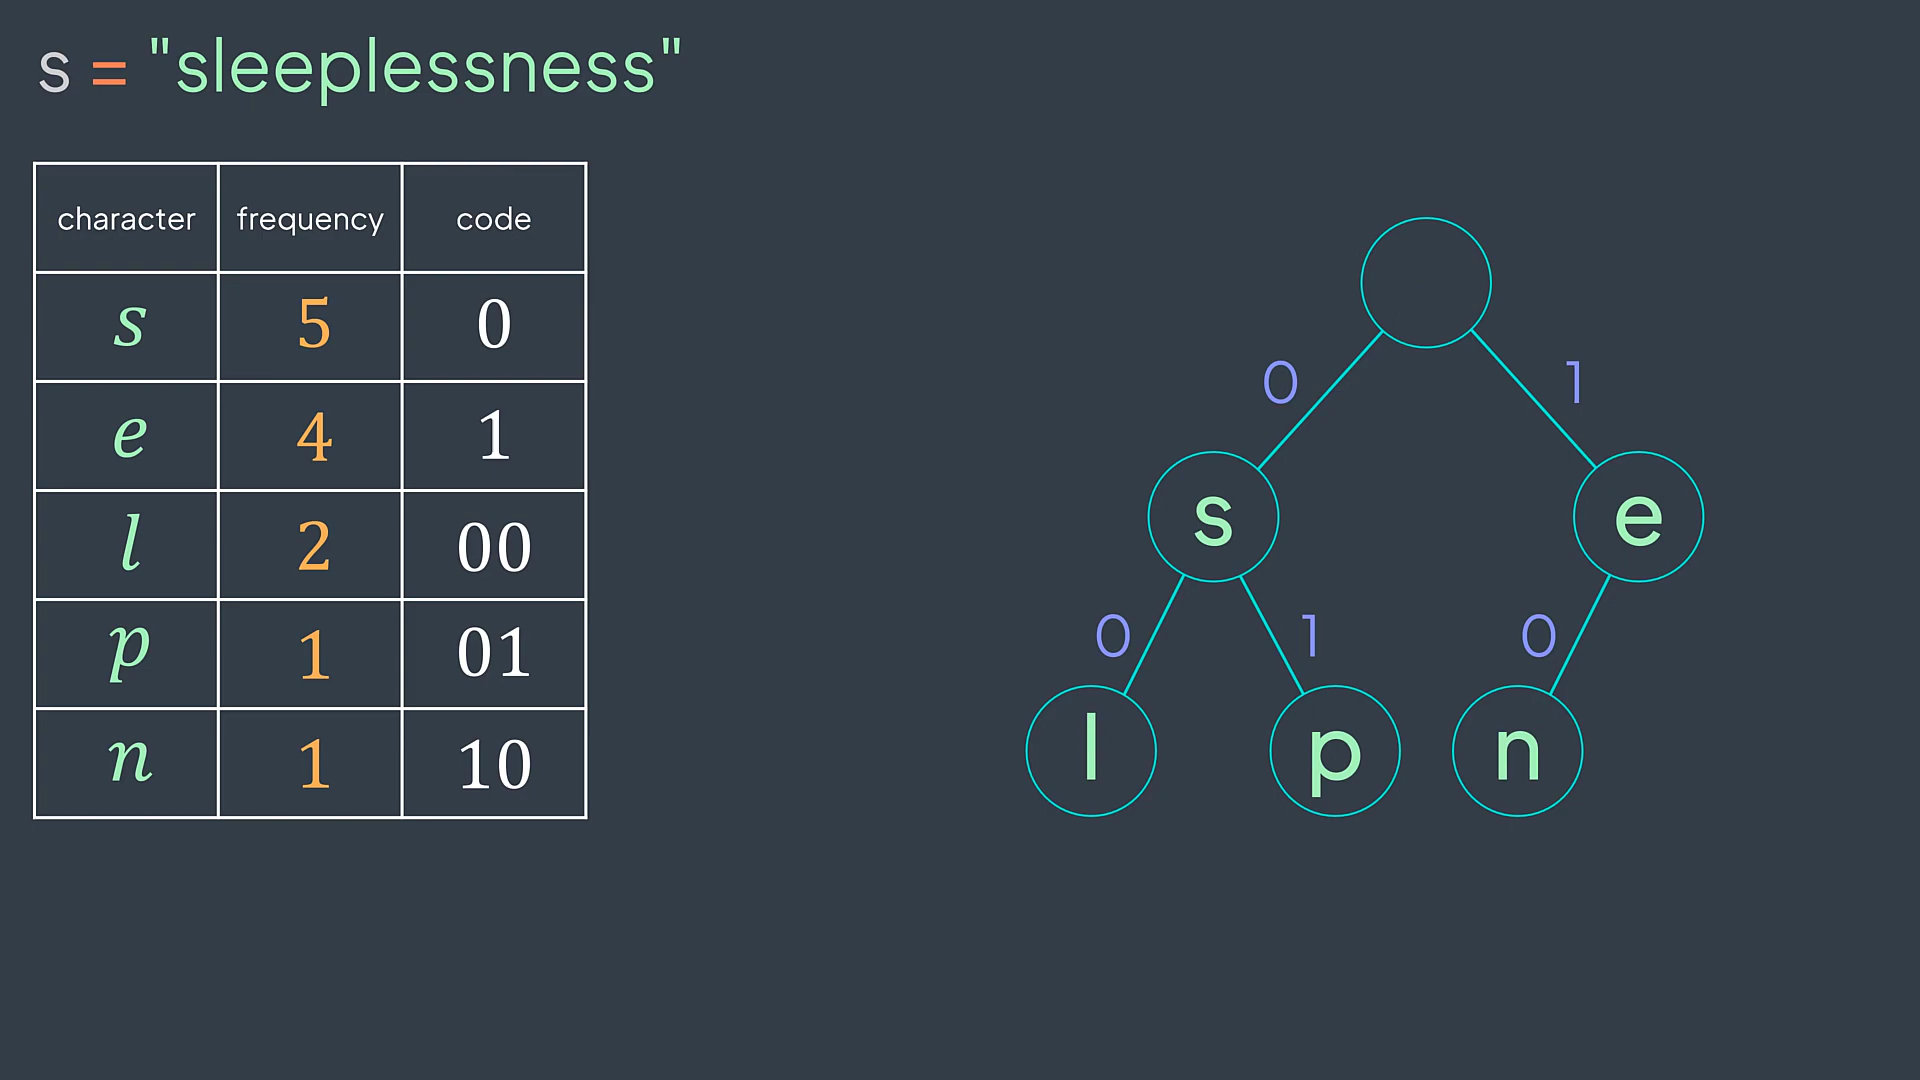 s = "sleeplessness"
character frequency code
s 5 0
e 4 1
l 2 00
p 1 01
n 1 10
0 1
s e
0 1 0
l p n